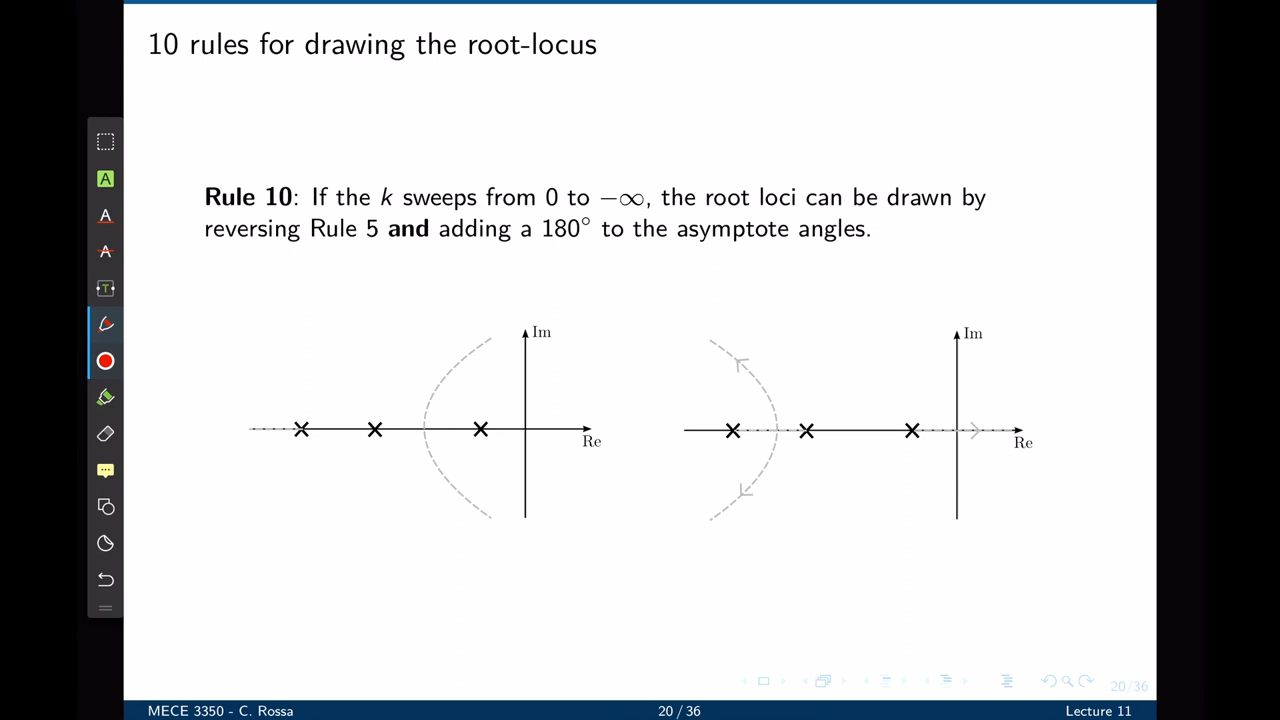 10 rules for drawing the root-locus
Rule 10: If the k sweeps from 0 to −∞, the root loci can be drawn by
reversing Rule 5 and adding a 180° to the asymptote angles.
Im
Re
Im
Re
A
A
A
T
20/36
MECE 3350 - C. Rossa
20 / 36
Lecture 11